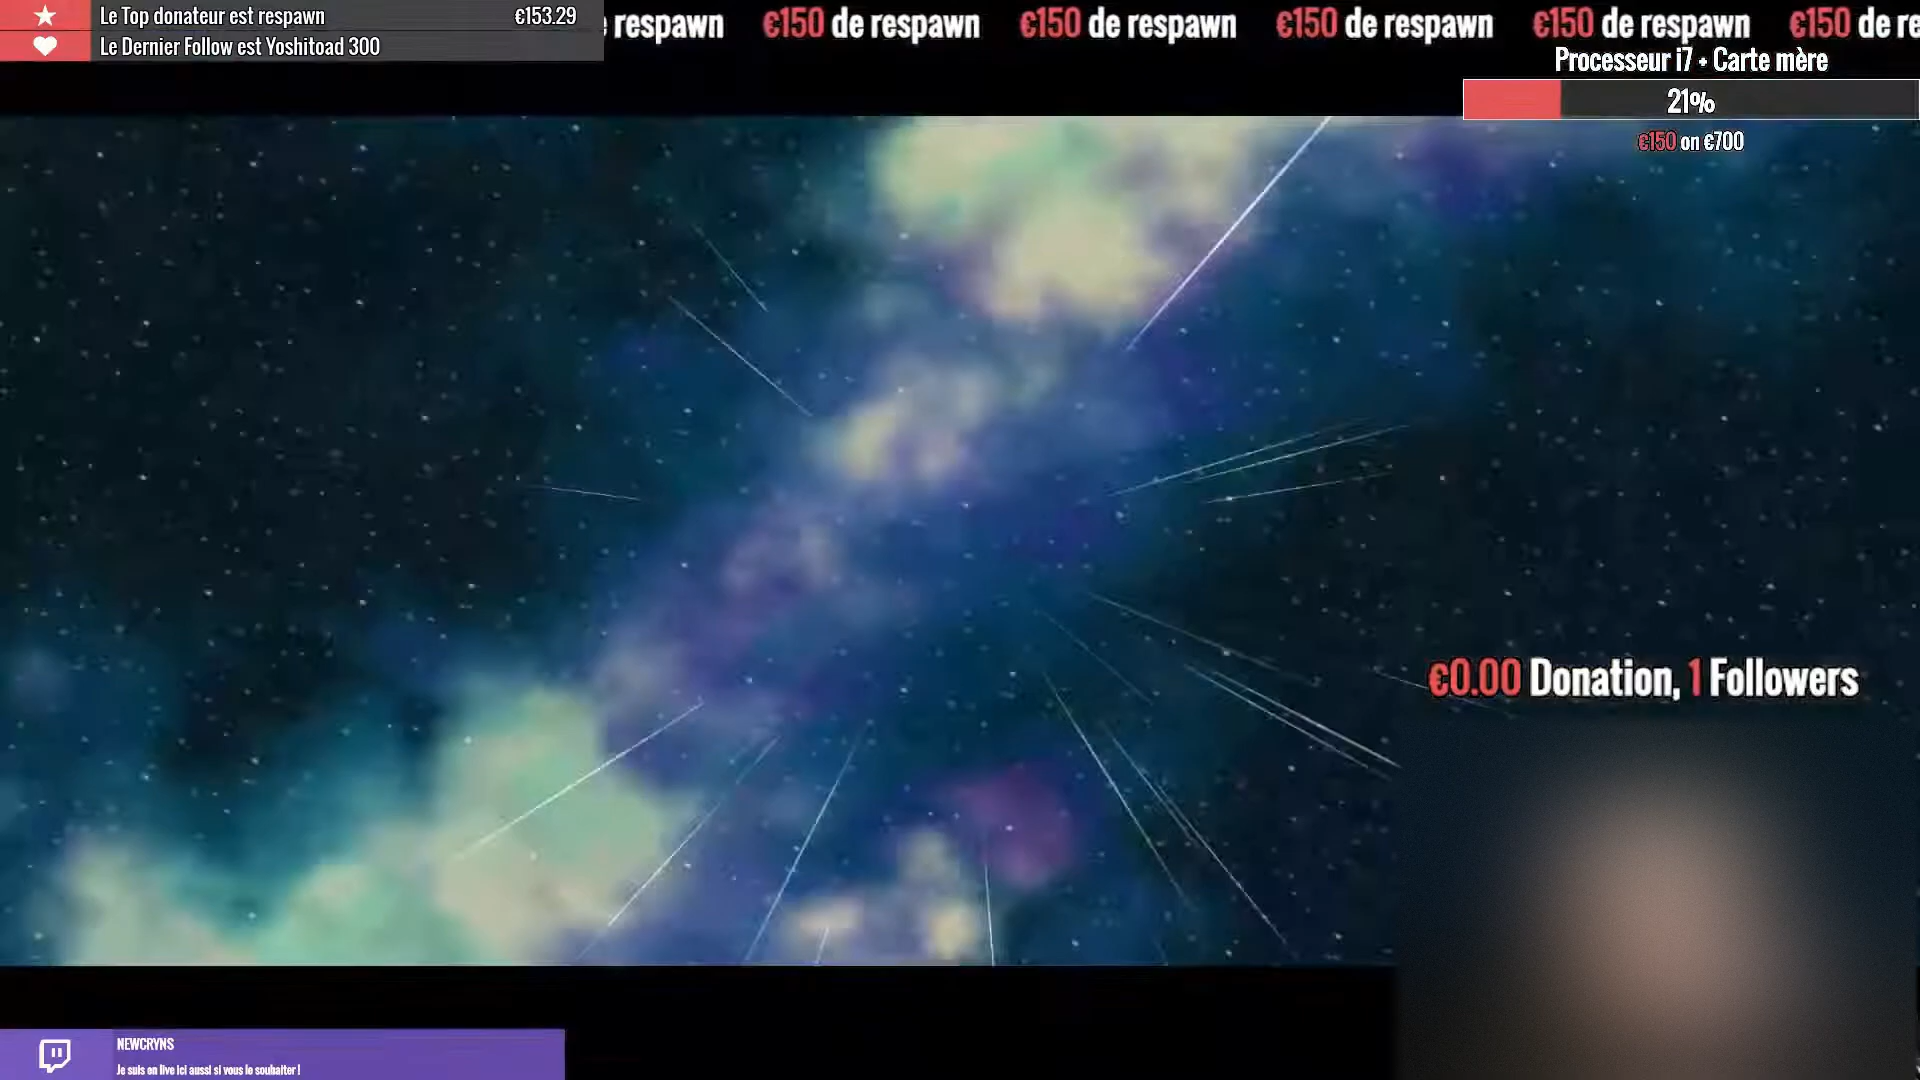 Le Top donateur est respawn €153.29
Le Dernier Follow est Yoshitoad 300
respawn €150 de respawn €150 de respawn €150 de respawn €150 de respawn €150 de re
Processeur i7 + Carte mère
21%
€150 on €700
€0.00 Donation, 1 Followers
NEWCRYNS
Je suis en live ici aussi si vous le souhaiter !